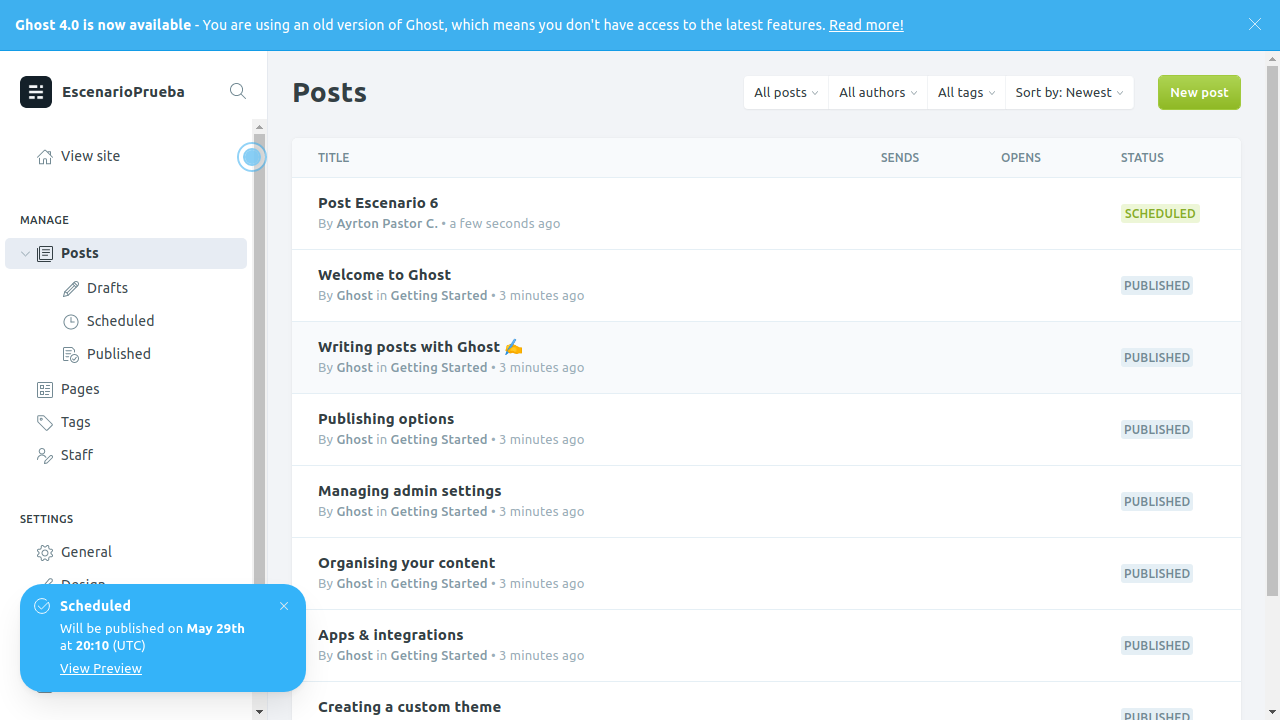 Ghost 4.0 is now available - You are using an old version of Ghost, which means you don't have access to the latest features. Read more!
EscenarioPrueba
View site
MANAGE
Posts
Drafts
Scheduled
Published
Pages
Tags
Staff
SETTINGS
General
Design
Scheduled
Will be published on May 29th
at 20:10 (UTC)
View Preview
Posts
All posts
All authors
All tags
Sort by: Newest
New post
TITLE SENDS OPENS STATUS
Post Escenario 6
By Ayrton Pastor C. • a few seconds ago
SCHEDULED
Welcome to Ghost
By Ghost in Getting Started • 3 minutes ago
PUBLISHED
Writing posts with Ghost ✍️
By Ghost in Getting Started • 3 minutes ago
PUBLISHED
Publishing options
By Ghost in Getting Started • 3 minutes ago
PUBLISHED
Managing admin settings
By Ghost in Getting Started • 3 minutes ago
PUBLISHED
Organising your content
By Ghost in Getting Started • 3 minutes ago
PUBLISHED
Apps & integrations
By Ghost in Getting Started • 3 minutes ago
PUBLISHED
Creating a custom theme
PUBLISHED